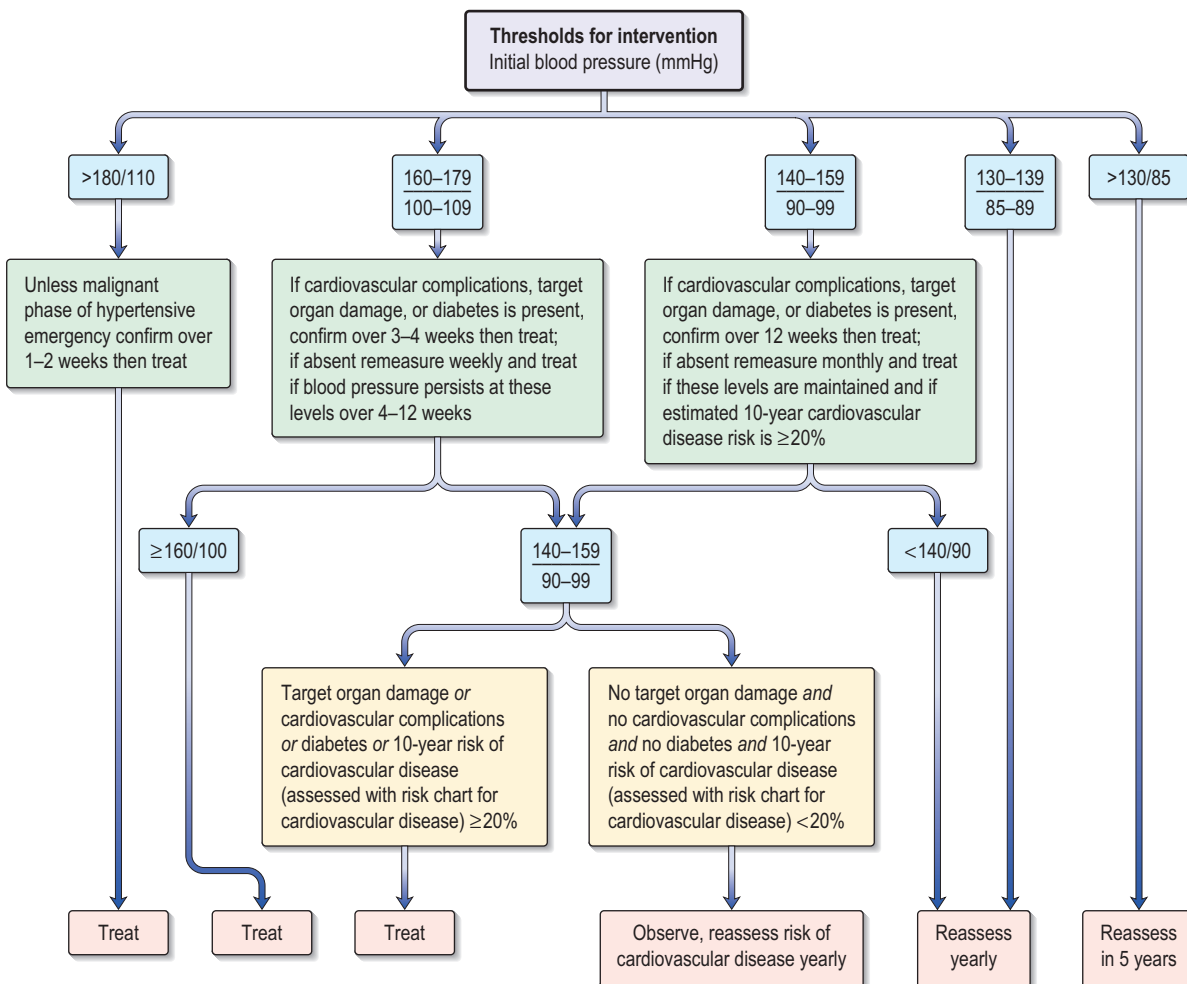 Thresholds for intervention
Initial blood pressure (mmHg)
>180/110
160–179
100–109
140–159
90–99
130–139
85–89
>130/85
Unless malignant
phase of hypertensive
emergency confirm over
1–2 weeks then treat
If cardiovascular complications, target
organ damage, or diabetes is present,
confirm over 3–4 weeks then treat;
if absent remeasure weekly and treat
if blood pressure persists at these
levels over 4–12 weeks
If cardiovascular complications, target
organ damage, or diabetes is present,
confirm over 12 weeks then treat;
if absent remeasure monthly and treat
if these levels are maintained and if
estimated 10-year cardiovascular
disease risk is ≥20%
≥160/100
140–159
90–99
<140/90
Target organ damage or
cardiovascular complications
or diabetes or 10-year risk of
cardiovascular disease
(assessed with risk chart for
cardiovascular disease) ≥20%
No target organ damage and
no cardiovascular complications
and no diabetes and 10-year
risk of cardiovascular disease
(assessed with risk chart for
cardiovascular disease) <20%
Treat
Treat
Treat
Observe, reassess risk of
cardiovascular disease yearly
Reassess
yearly
Reassess
in 5 years